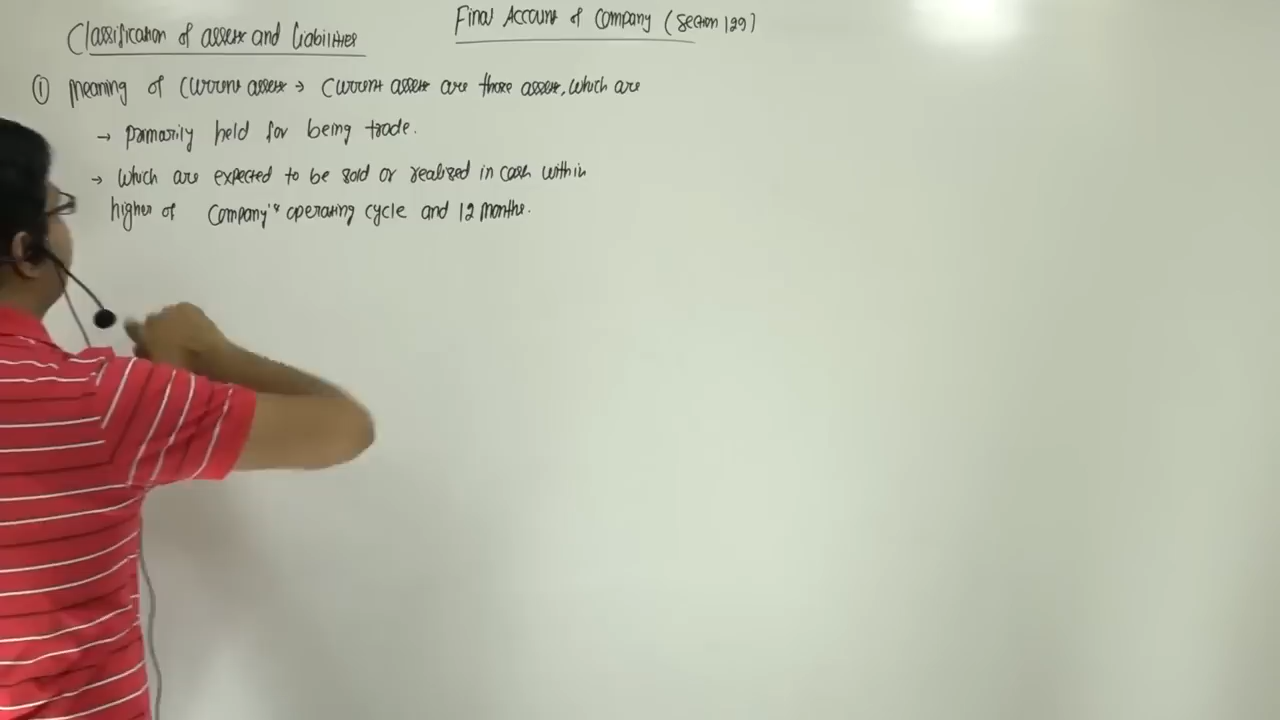 Final Account of Company (Section 129)
Classification of assets and Liabilities
① Meaning of Current assets → Current assets are those assets, which are
→ Primarily held for being trade.
→ Which are expected to be sold or realized in cash within
higher of Company's operating cycle and 12 months.